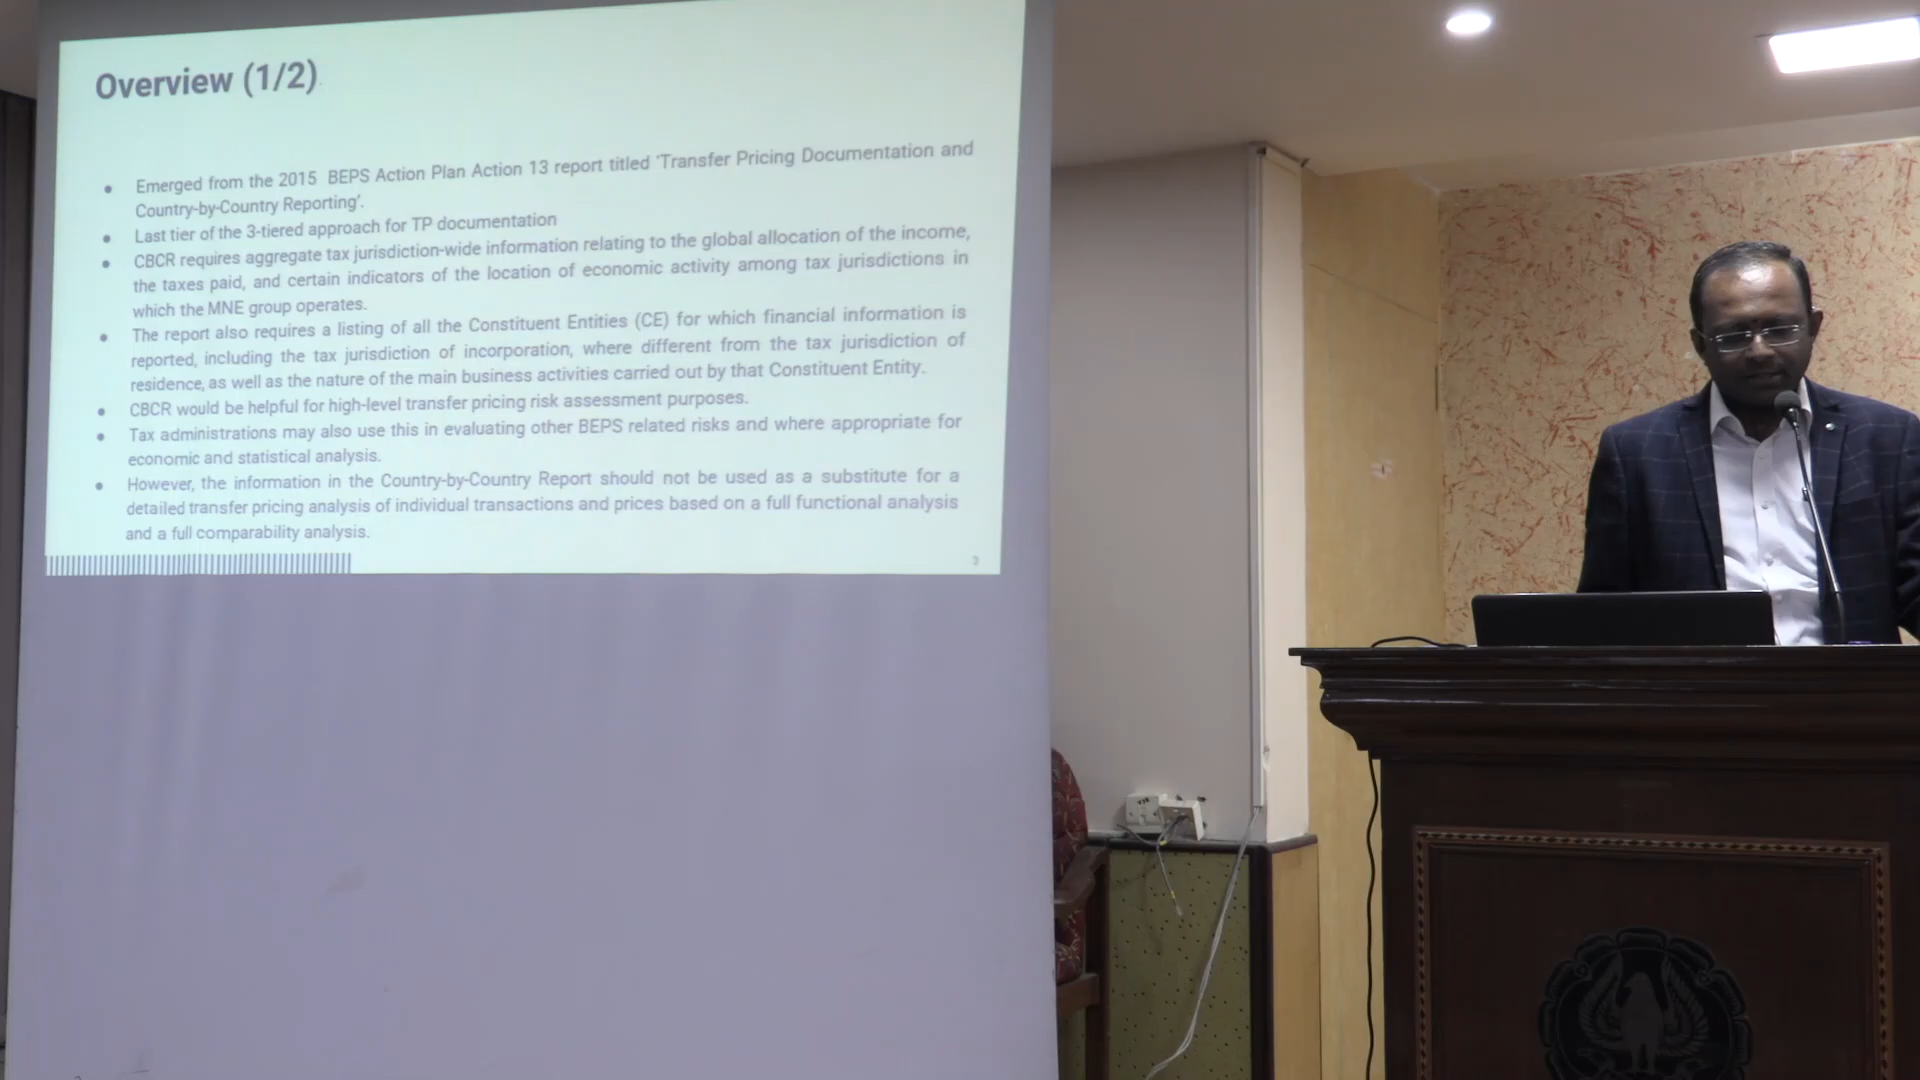 Overview (1/2)
● Emerged from the 2015 BEPS Action Plan Action 13 report titled 'Transfer Pricing Documentation and
Country-by-Country Reporting'.
● Last tier of the 3-tiered approach for TP documentation
● CBCR requires aggregate tax jurisdiction-wide information relating to the global allocation of the income,
the taxes paid, and certain indicators of the location of economic activity among tax jurisdictions in
which the MNE group operates.
● The report also requires a listing of all the Constituent Entities (CE) for which financial information is
reported, including the tax jurisdiction of incorporation, where different from the tax jurisdiction of
residence, as well as the nature of the main business activities carried out by that Constituent Entity.
● CBCR would be helpful for high-level transfer pricing risk assessment purposes.
● Tax administrations may also use this in evaluating other BEPS related risks and where appropriate for
economic and statistical analysis.
● However, the information in the Country-by-Country Report should not be used as a substitute for a
detailed transfer pricing analysis of individual transactions and prices based on a full functional analysis
and a full comparability analysis.
3